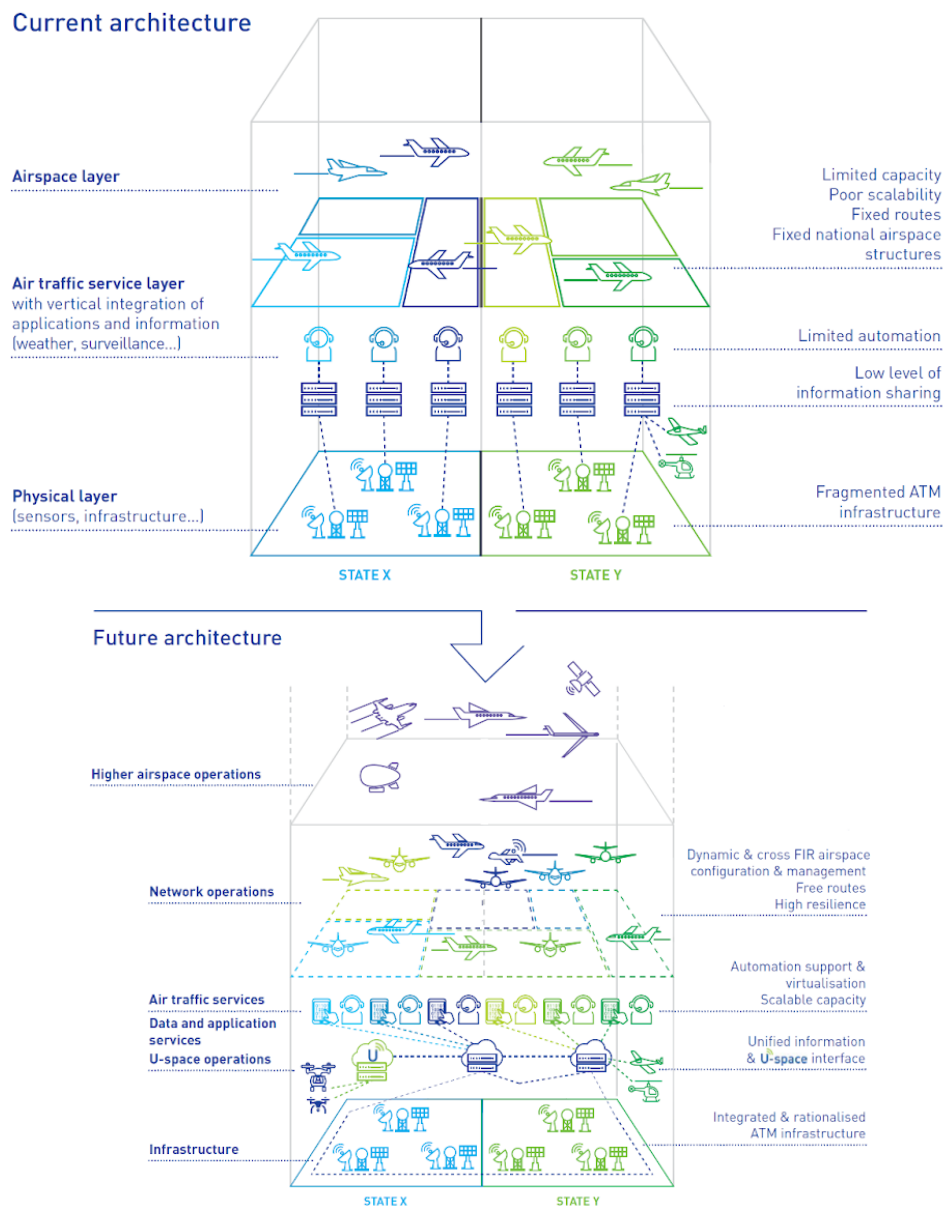 Current architecture
Airspace layer
Limited capacity
Poor scalability
Fixed routes
Fixed national airspace
structures
Air traffic service layer
with vertical integration of
applications and information
(weather, surveillance...)
Limited automation
Low level of
information sharing
Physical layer
(sensors, infrastructure...)
Fragmented ATM
infrastructure
STATE X
STATE Y
Future architecture
Higher airspace operations
Network operations
Dynamic & cross FIR airspace
configuration & management
Free routes
High resilience
Air traffic services
Data and application
services
U-space operations
Automation support &
virtualisation
Scalable capacity
U
Unified information
& U-space interface
Infrastructure
Integrated & rationalised
ATM infrastructure
STATE X
STATE Y